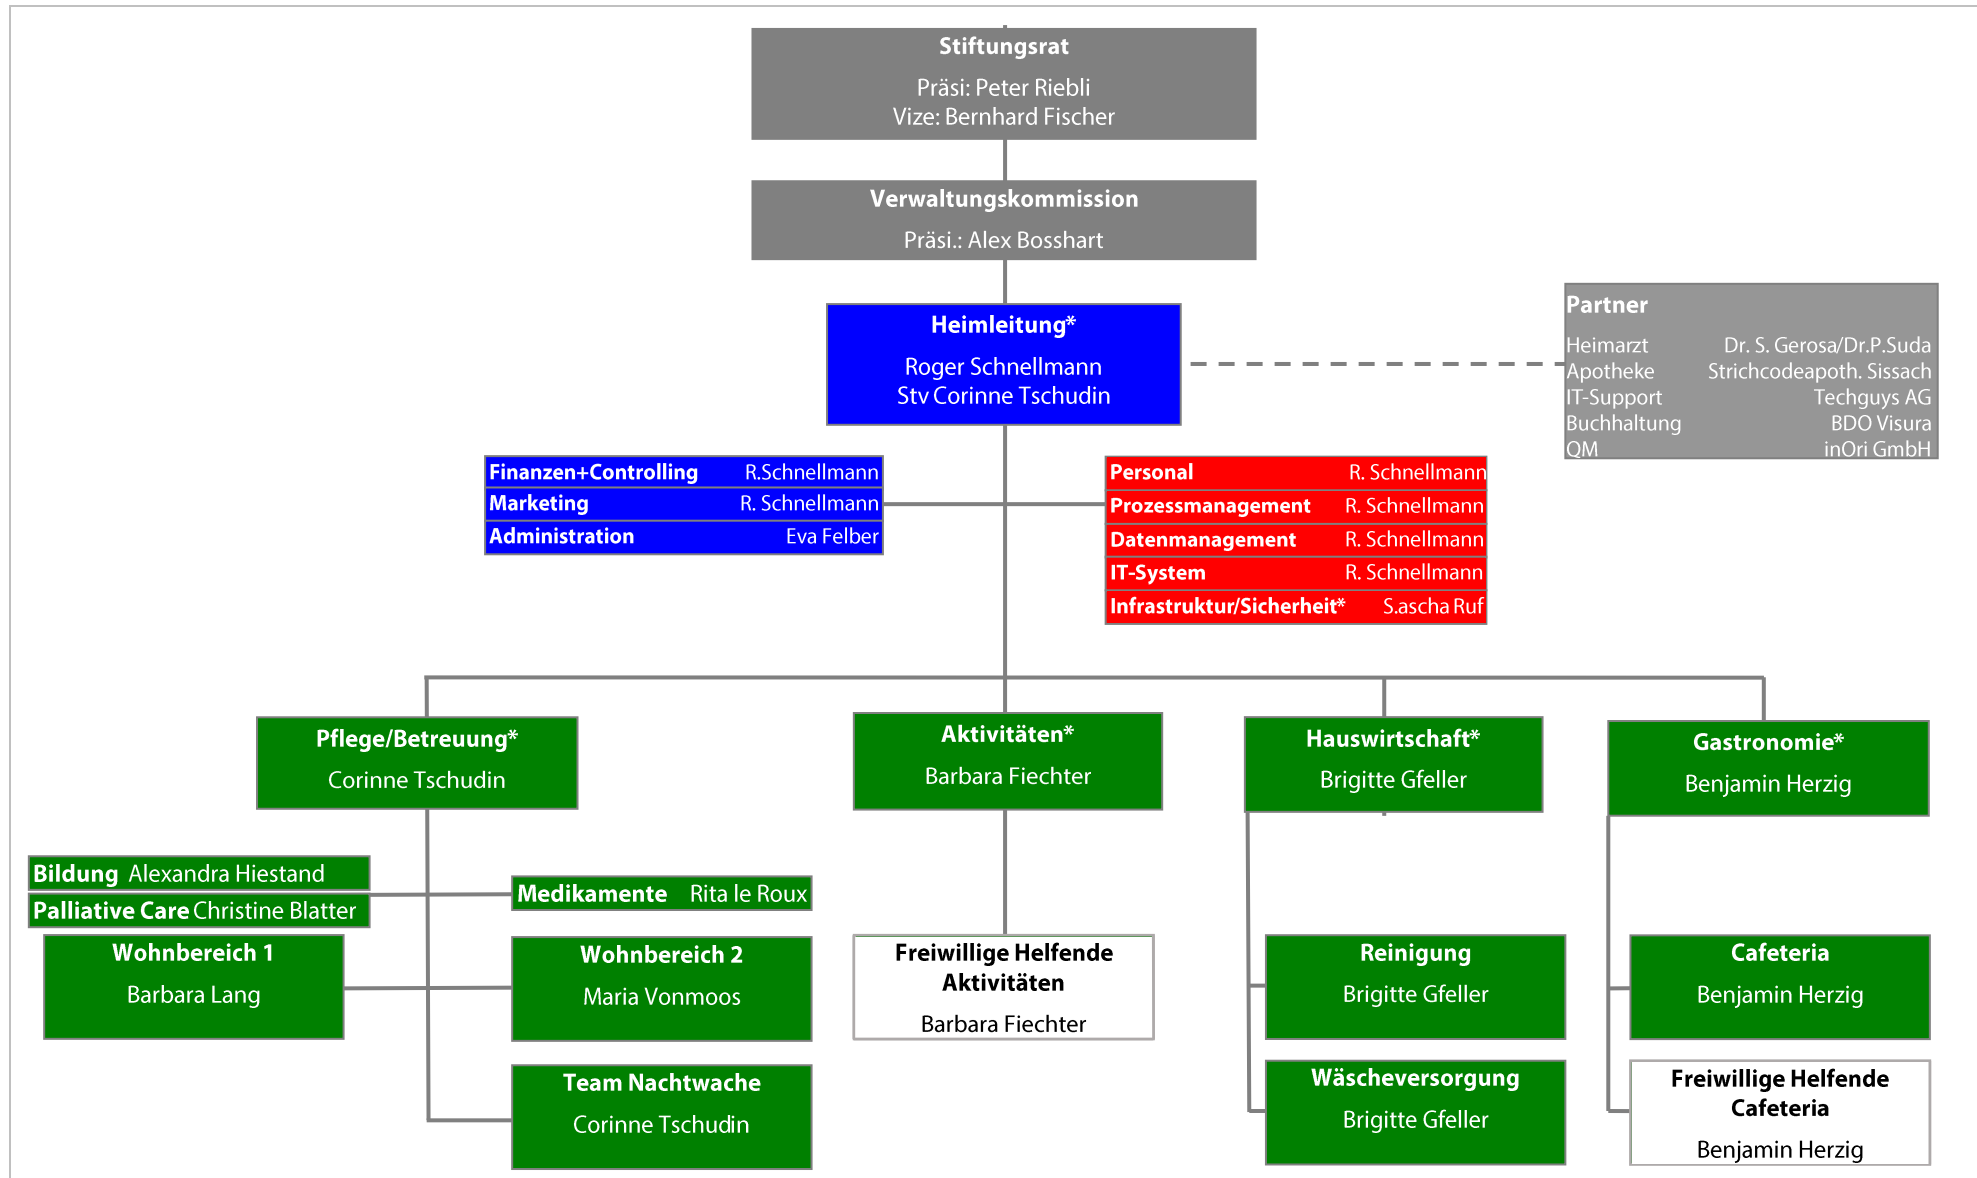 Stiftungsrat
Präsi: Peter Riebli
Vize: Bernhard Fischer
Verwaltungskommission
Präsi.: Alex Bosshart
Heimleitung*
Roger Schnellmann
Stv Corinne Tschudin
Partner
Heimarzt Dr. S. Gerosa/Dr.P.Suda
Apotheke Strichcodeapoth. Sissach
IT-Support Techguys AG
Buchhaltung BDO Visura
QM inOri GmbH
Finanzen+Controlling R.Schnellmann
Marketing R. Schnellmann
Administration Eva Felber
Personal R. Schnellmann
Prozessmanagement R. Schnellmann
Datenmanagement R. Schnellmann
IT-System R. Schnellmann
Infrastruktur/Sicherheit* S.ascha Ruf
Pflege/Betreuung*
Corinne Tschudin
Aktivitäten*
Barbara Fiechter
Hauswirtschaft*
Brigitte Gfeller
Gastronomie*
Benjamin Herzig
Bildung Alexandra Hiestand
Palliative Care Christine Blatter
Medikamente Rita le Roux
Wohnbereich 1
Barbara Lang
Wohnbereich 2
Maria Vonmoos
Team Nachtwache
Corinne Tschudin
Freiwillige Helfende
Aktivitäten
Barbara Fiechter
Reinigung
Brigitte Gfeller
Wäscheversorgung
Brigitte Gfeller
Cafeteria
Benjamin Herzig
Freiwillige Helfende
Cafeteria
Benjamin Herzig